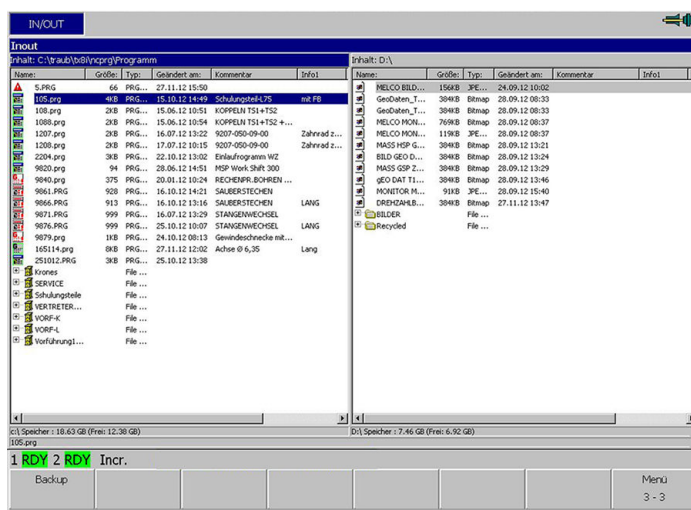 IN/OUT
Inout
Inhalt: C:\traub\tx8i\ncprg\Programm
Name: Größe: Typ: Geändert am: Kommentar Info1
5.PRG 66 PRG... 27.11.12 15:50
105.prg 4KB PRG... 15.10.12 14:49 Schulungsteil-L75 mit FB
108.prg 2KB PRG... 15.06.12 10:51 KOPPELN TS1+TS2
1088.prg 2KB PRG... 15.06.12 10:54 KOPPELN TS1+TS2 +...
1207.prg 2KB PRG... 16.07.12 13:22 9207-050-09-00 Zahnrad z...
1208.prg 2KB PRG... 17.07.12 10:15 9207-050-09-00 Zahnrad z...
2204.prg 3KB PRG... 22.10.12 13:02 Einlaufprogramm WZ
9820.prg 94 PRG... 28.06.12 14:51 MSP Work Shift 300
9840.prg 375 PRG... 20.01.12 10:24 RECHENPR.BOHREN ...
9861.PRG 928 PRG... 16.10.12 14:21 SAUBERSTECHEN
9866.PRG 913 PRG... 16.10.12 13:16 SAUBERSTECHEN LANG
9871.PRG 999 PRG... 16.07.12 13:29 STANGENWECHSEL
9876.PRG 999 PRG... 25.10.12 10:07 STANGENWECHSEL LANG
9879.prg 1KB PRG... 24.10.12 08:13 Gewindeschnecke mit...
165114.prg 8KB PRG... 27.11.12 12:02 Achse Ø 6,35 Lang
251012.PRG 3KB PRG... 25.10.12 13:38
Krones File ...
SERVICE File ...
Sshulungsteile File ...
VERTRETER... File ...
VORF-K File ...
VORF-L File ...
Vorführung1... File ...
c:\ Speicher : 18.63 GB (Frei: 12.38 GB)
105.prg
Inhalt: D:\
Name: Größe: Typ: Geändert am: Kommentar Info1
MELCO BILD... 156KB JPE... 24.09.12 10:02
GeoDaten_T... 384KB Bitmap 28.09.12 08:33
GeoDaten_T... 384KB Bitmap 28.09.12 08:33
MELCO MON... 769KB Bitmap 28.09.12 08:37
MELCO MON... 119KB JPE... 28.09.12 08:37
MASS HSP G... 384KB Bitmap 28.09.12 13:21
BILD GEO D... 384KB Bitmap 28.09.12 13:24
MASS GSP Z... 384KB Bitmap 28.09.12 13:29
gEO DAT T1... 384KB Bitmap 28.09.12 13:46
MONITOR M... 91KB JPE... 28.09.12 15:40
DREHZAHLB... 384KB Bitmap 27.11.12 13:47
BILDER File ...
Recycled File ...
D:\ Speicher : 7.46 GB (Frei: 6.92 GB)
1 RDY 2 RDY Incr.
Backup
Menü
3 - 3